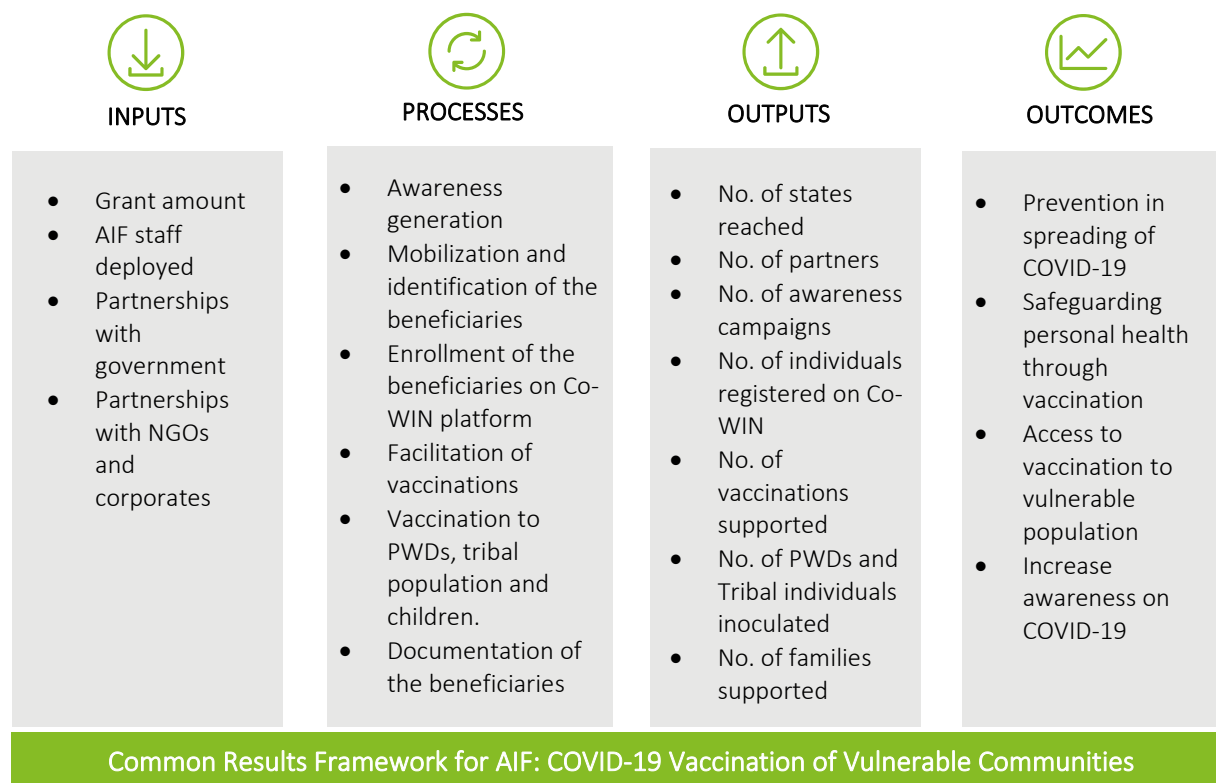 INPUTS
• Grant amount
• AIF staff
deployed
• Partnerships
with
government
• Partnerships
with NGOs
and
corporates
PROCESSES
• Awareness
generation
• Mobilization and
identification of the
beneficiaries
• Enrollment of the
beneficiaries on Co-
WIN platform
• Facilitation of
vaccinations
• Vaccination to
PWDs, tribal
population and
children.
• Documentation of
the beneficiaries
OUTPUTS
• No. of states
reached
• No. of partners
• No. of awareness
campaigns
• No. of individuals
registered on Co-
WIN
• No. of
vaccinations
supported
• No. of PWDs and
Tribal individuals
inoculated
• No. of families
supported
OUTCOMES
• Prevention in
spreading of
COVID-19
• Safeguarding
personal health
through
vaccination
• Access to
vaccination to
vulnerable
population
• Increase
awareness on
COVID-19
Common Results Framework for AIF: COVID-19 Vaccination of Vulnerable Communities